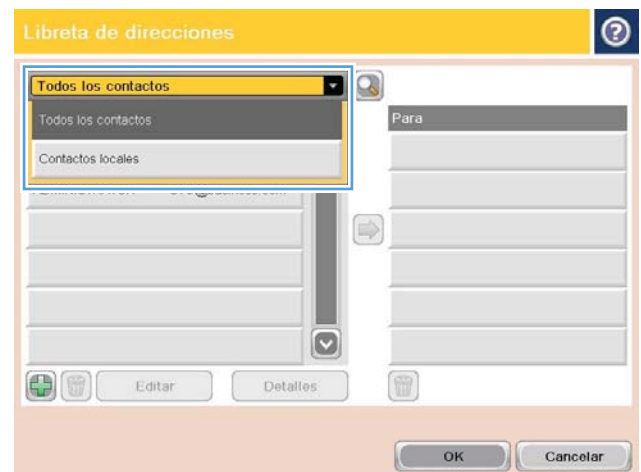 Libreta de direcciones
Todos los contactos
Todos los contactos
Contactos locales
Para
Editar
Detalles
OK
Cancelar